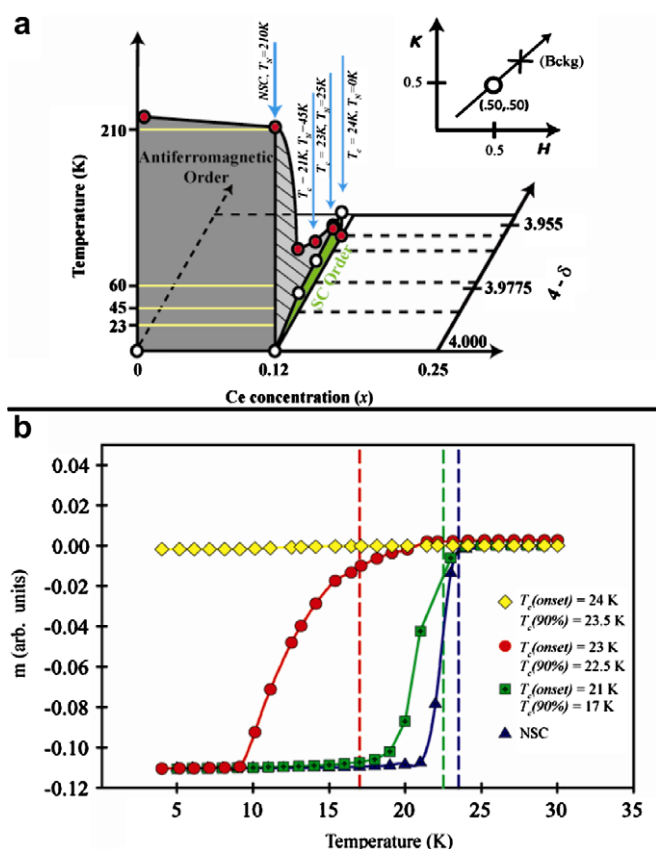 a
NSC, T_N=210K
T_c = 21K, T_N=45K
T_c = 23K, T_N=25K
T_c = 24K, T_N=0K
K
0.5
(Bckg)
(.50,.50)
0.5
H
Temperature (K)
210
60
45
23
Antiferromagnetic
Order
SC Order
3.955
3.9775
4.000
4-δ
0
0.12
0.25
Ce concentration (x)
b
m (arb. units)
0.04
0.02
0.00
-0.02
-0.04
-0.06
-0.08
-0.10
-0.12
T_c(onset) = 24 K
T_c(90%) = 23.5 K
T_c(onset) = 23 K
T_c(90%) = 22.5 K
T_c(onset) = 21 K
T_c(90%) = 17 K
NSC
5 10 15 20 25 30 35
Temperature (K)